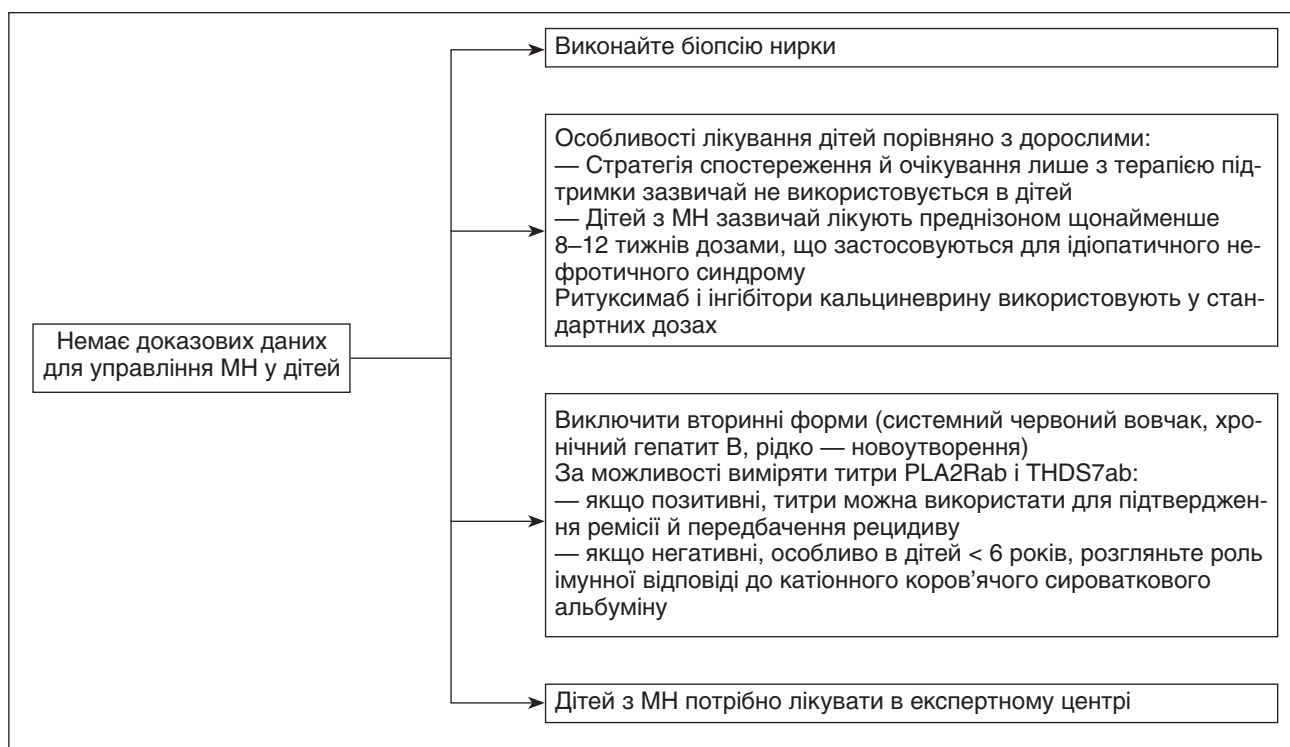 Виконайте біопсію нирки
Особливості лікування дітей порівняно з дорослими:
— Стратегія спостереження й очікування лише з терапією під-
тримки зазвичай не використовується в дітей
— Дітей з МН зазвичай лікують преднізоном щонайменше
8–12 тижнів дозами, що застосовуються для ідіопатичного не-
фротичного синдрому
Ритуксимаб і інгібітори кальциневрину використовують у стан-
дартних дозах
Немає доказових даних
для управління МН у дітей
Виключити вторинні форми (системний червоний вовчак, хро-
нічний гепатит В, рідко — новоутворення)
За можливості виміряти титри PLA2Rab і THDS7ab:
— якщо позитивні, титри можна використати для підтверджен-
ня ремісії й передбачення рецидиву
— якщо негативні, особливо в дітей < 6 років, розгляньте роль
імунної відповіді до катіонного коров’ячого сироваткового
альбуміну
Дітей з МН потрібно лікувати в експертному центрі